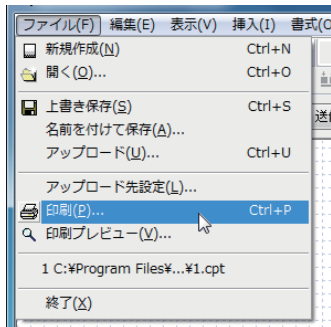 ファイル(F) 編集(E) 表示(V) 挿入(I) 書式(O
新規作成(N) Ctrl+N
開く(O)... Ctrl+O
上書き保存(S) Ctrl+S
名前を付けて保存(A)...
アップロード(U)... Ctrl+U
アップロード先設定(L)...
印刷(P)... Ctrl+P
印刷プレビュー(V)...
1 C:¥Program Files¥...¥1.cpt
終了(X)
送